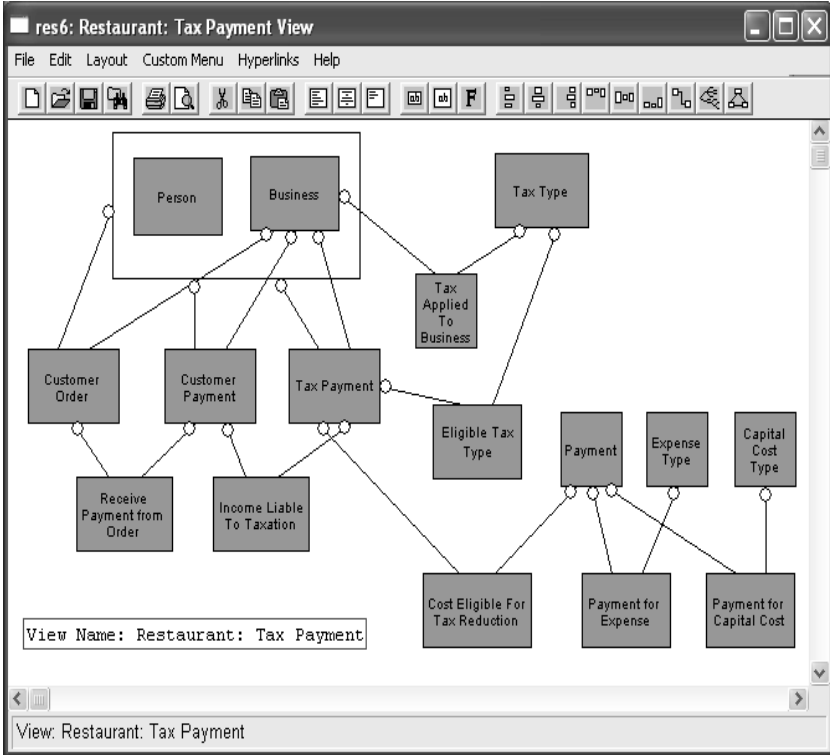 res6: Restaurant: Tax Payment View
File Edit Layout Custom Menu Hyperlinks Help
ab ab F
Person
Business
Tax Type
Tax
Applied
To
Business
Customer
Order
Customer
Payment
Tax Payment
Eligible Tax
Type
Payment
Expense
Type
Capital
Cost
Type
Receive
Payment from
Order
Income Liable
To Taxation
Cost Eligible For
Tax Reduction
Payment for
Expense
Payment for
Capital Cost
View Name: Restaurant: Tax Payment
View: Restaurant: Tax Payment